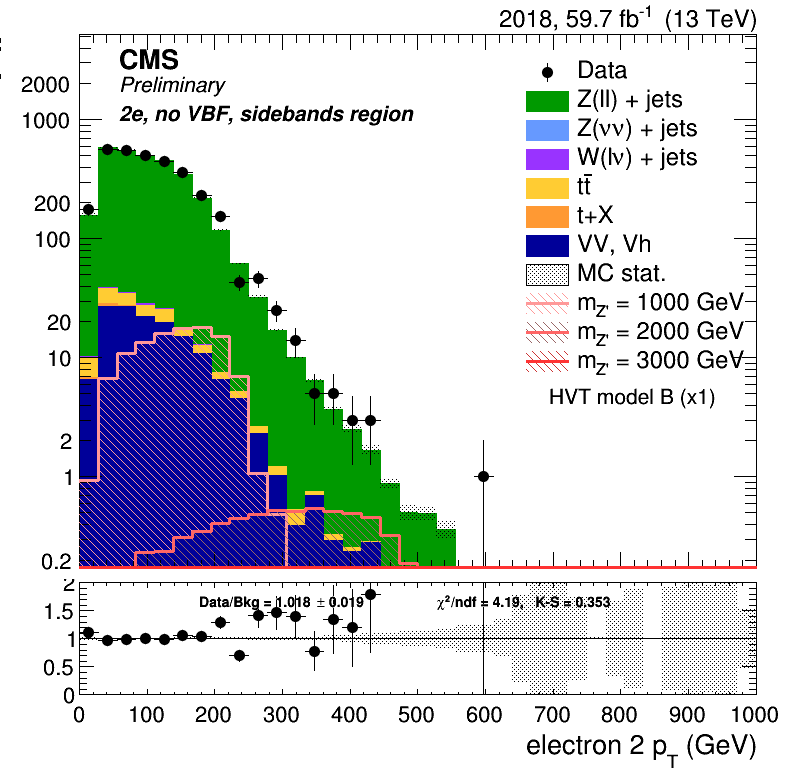 2018, 59.7 fb⁻¹ (13 TeV)
CMS
Preliminary
2e, no VBF, sidebands region
Data
Z(ll) + jets
Z(νν) + jets
W(lν) + jets
tt̄
t+X
VV, Vh
MC stat.
m_Z' = 1000 GeV
m_Z' = 2000 GeV
m_Z' = 3000 GeV
HVT model B (x1)
2000
1000
200
100
20
10
2
1
0.2
Data/Bkg = 1.018 ± 0.019
χ²/ndf = 4.19, K-S = 0.353
2
1.5
1
0.5
0
0 100 200 300 400 500 600 700 800 900 1000
electron 2 p_T (GeV)